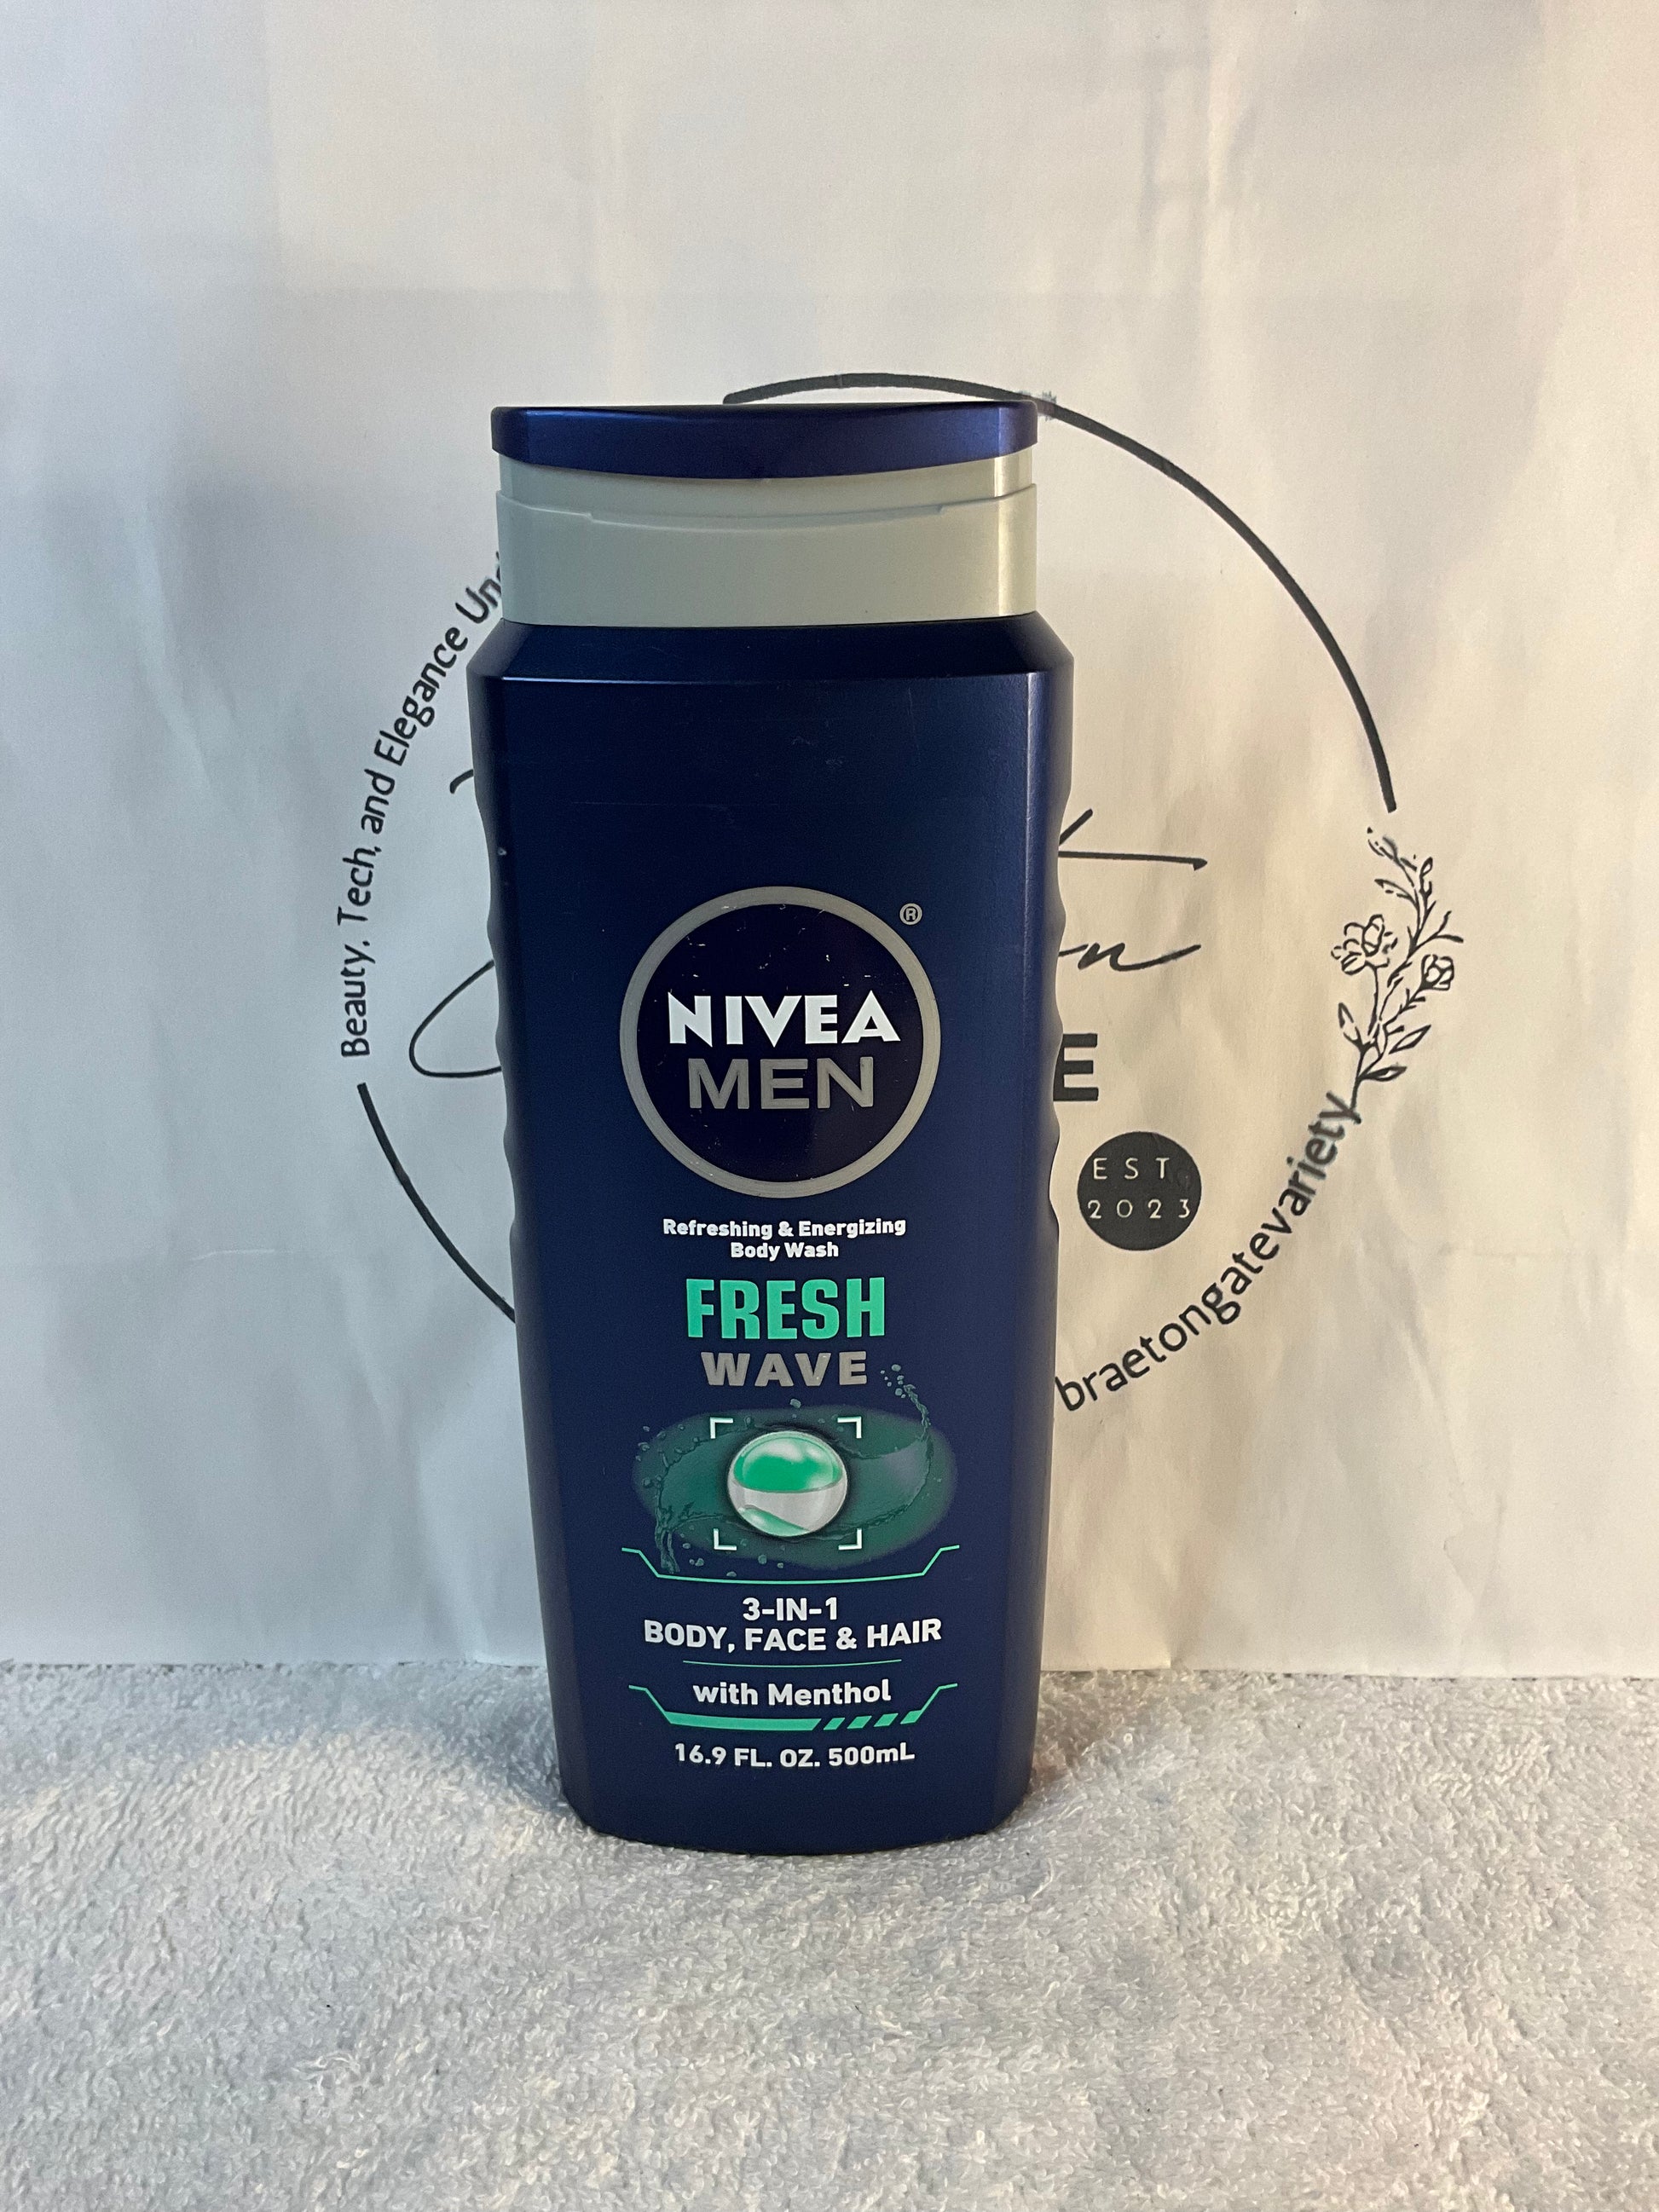 NIVEA
MEN
®
Refreshing & Energizing
Body Wash
FRESH
WAVE
3-IN-1
BODY, FACE & HAIR
with Menthol
16.9 FL. OZ. 500mL
Beauty, Tech, and Elegance
EST
2023
braetongatevariety